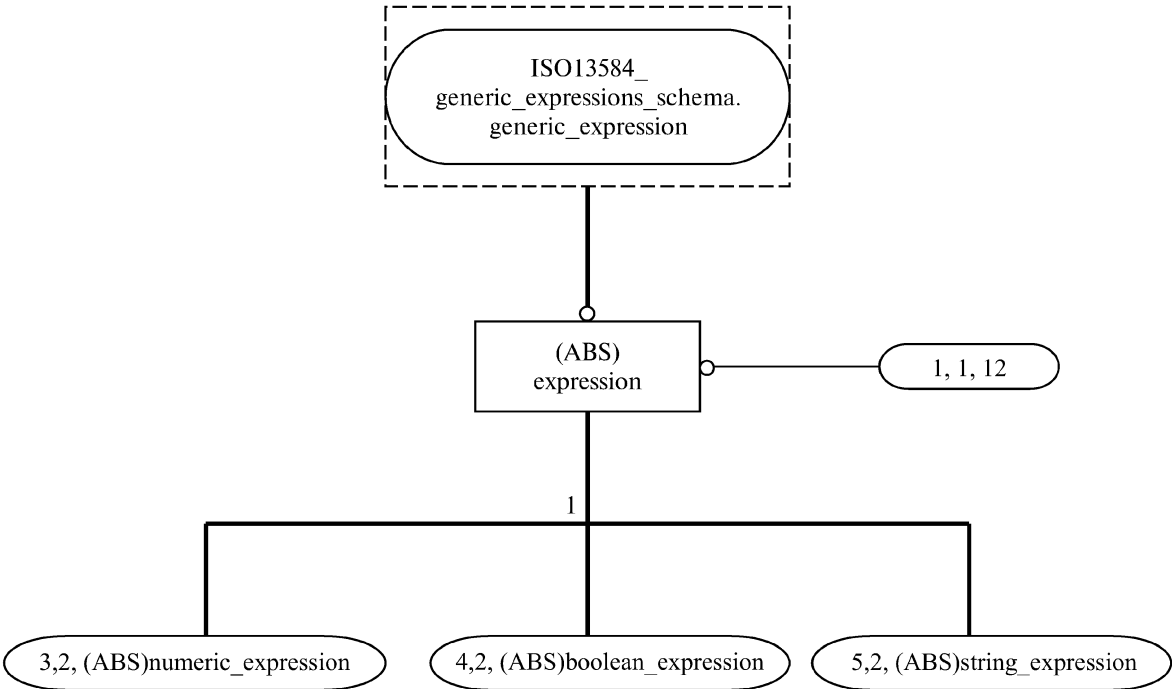 ISO13584_
generic_expressions_schema.
generic_expression
(ABS)
expression
1, 1, 12
1
3,2, (ABS)numeric_expression
4,2, (ABS)boolean_expression
5,2, (ABS)string_expression